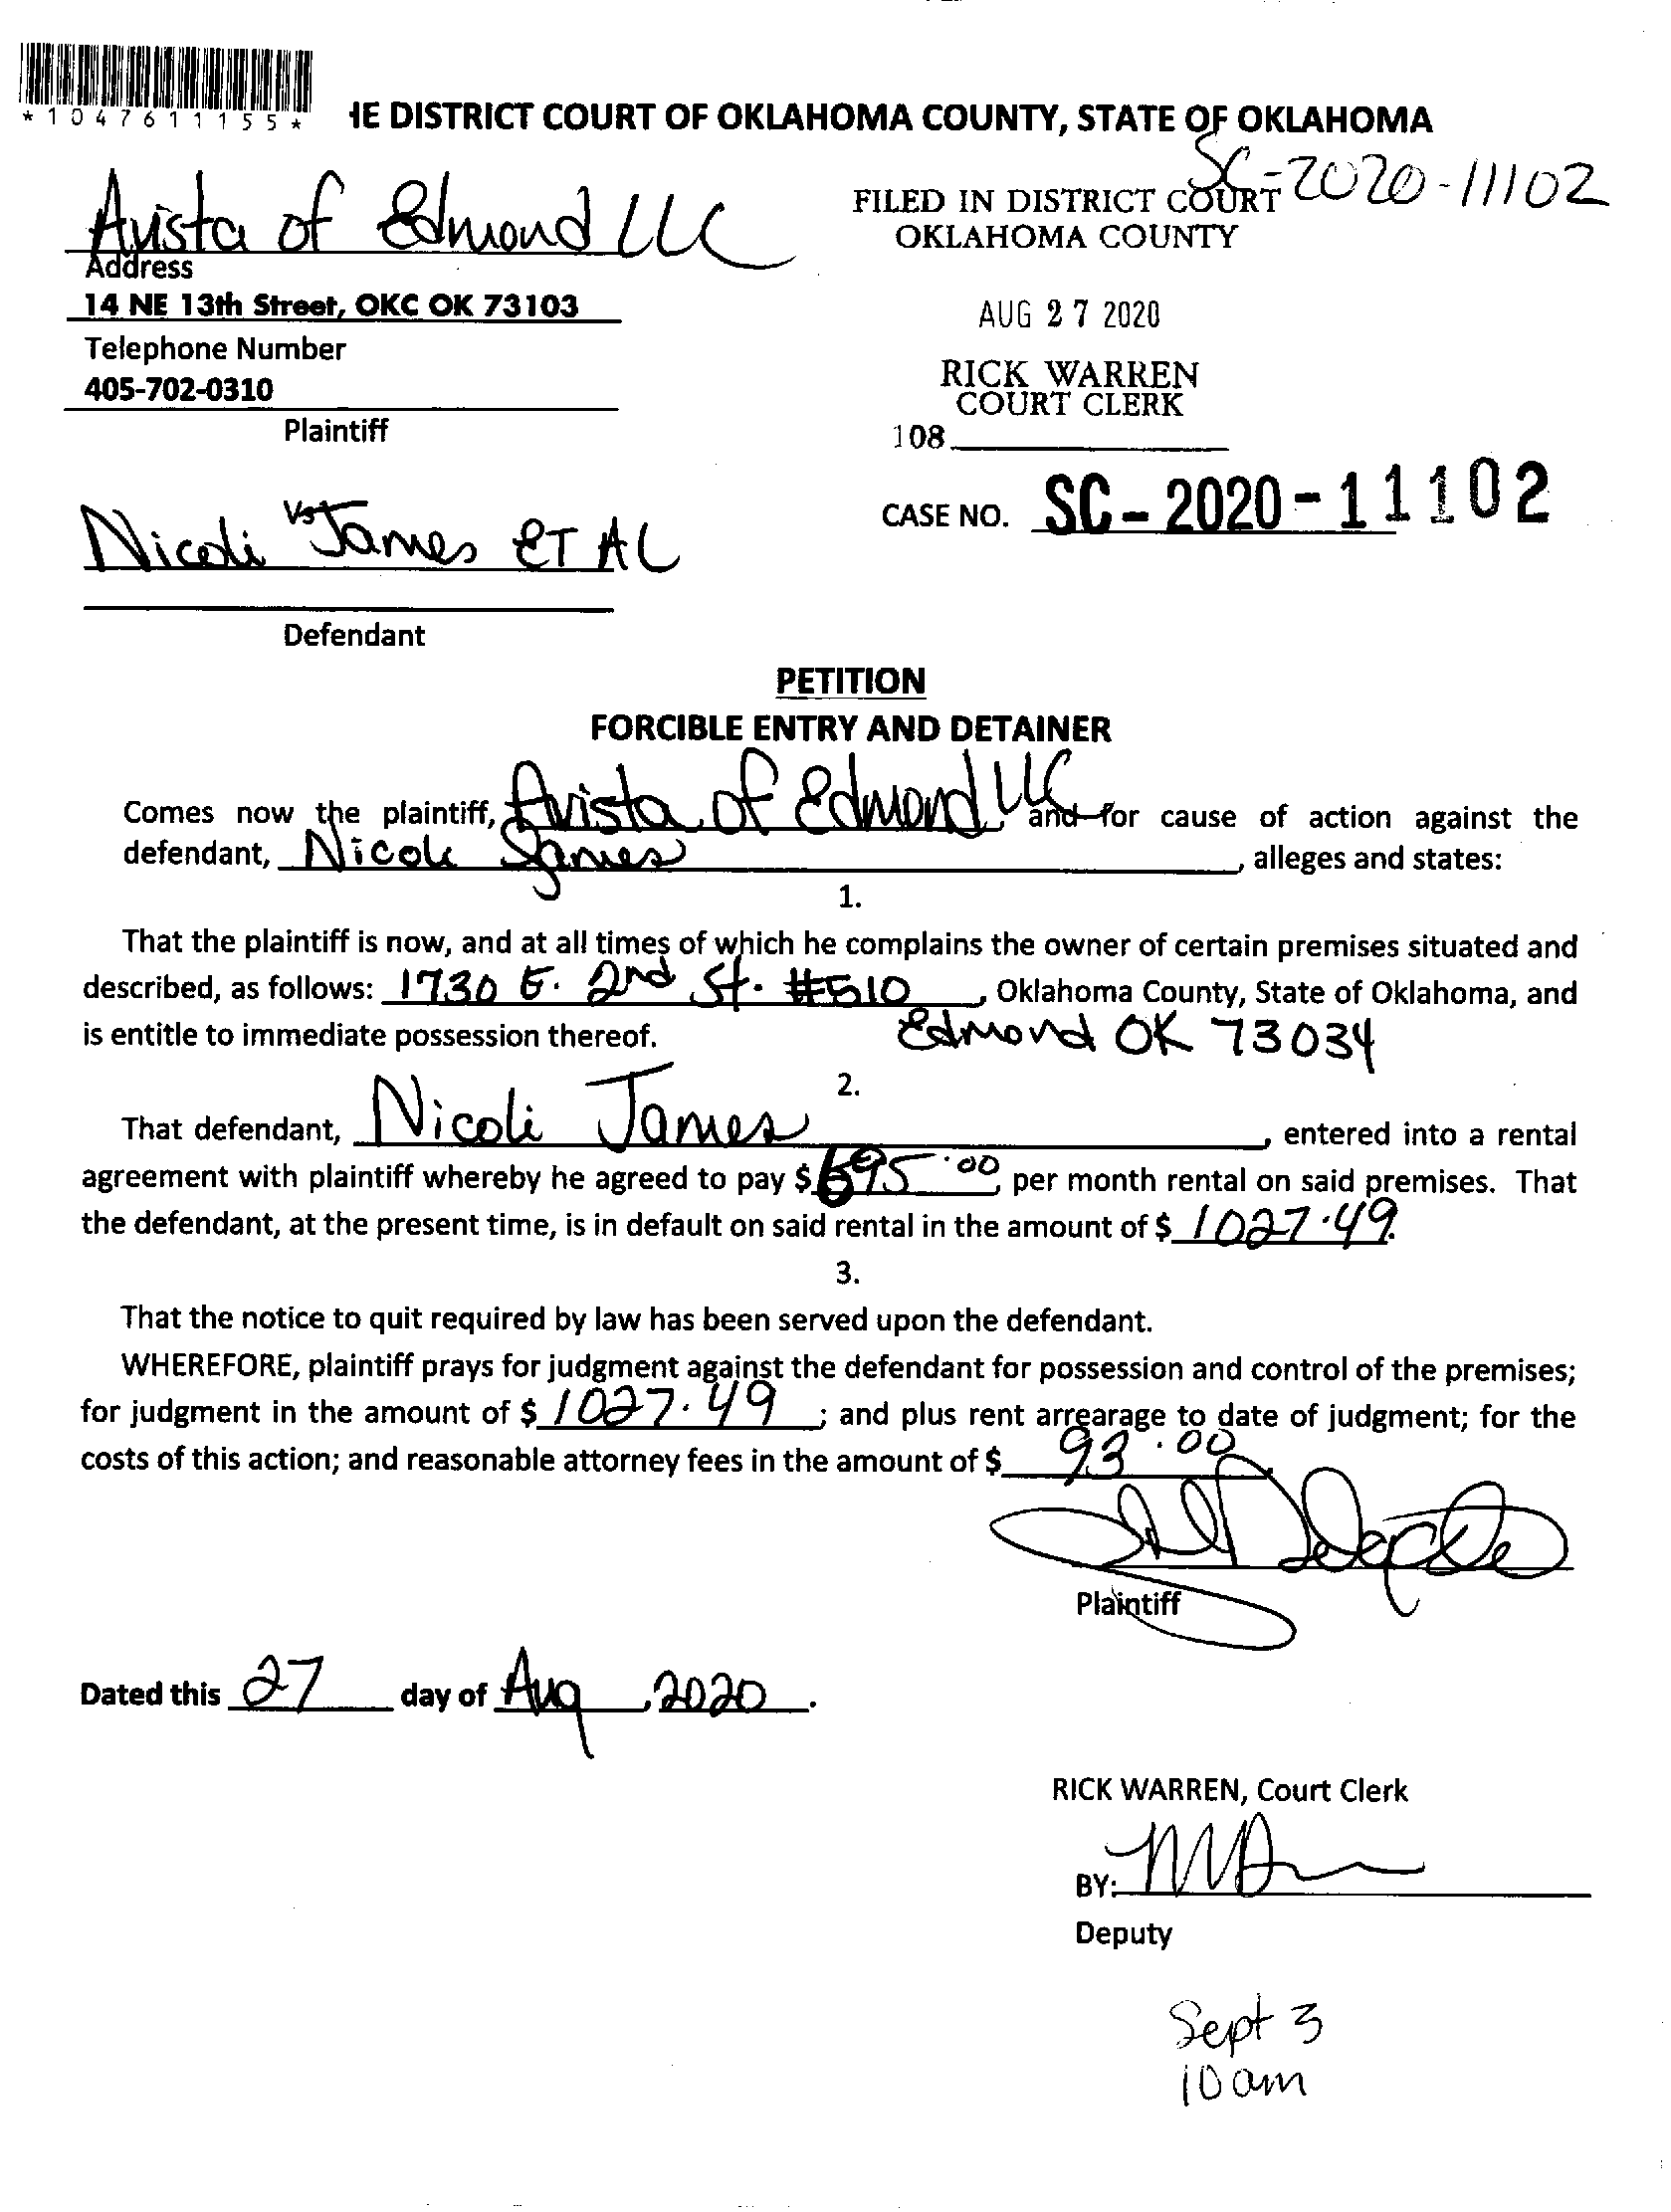 *1047611155*
IE DISTRICT COURT OF OKLAHOMA COUNTY, STATE OF OKLAHOMA
SC-2020-11102
Avista of Edmond LLC
FILED IN DISTRICT COURT
OKLAHOMA COUNTY
Address
14 NE 13th Street, OKC OK 73103
AUG 27 2020
Telephone Number
405-702-0310
RICK WARREN
COURT CLERK
Plaintiff
108
Vs
CASE NO. SC-2020-11102
Nicoli James ET AL
Defendant
PETITION
FORCIBLE ENTRY AND DETAINER
Comes now the plaintiff, Avista of Edmond LLC and for cause of action against the
defendant, Nicole James, alleges and states:
1.
That the plaintiff is now, and at all times of which he complains the owner of certain premises situated and
described, as follows: 1730 E. 2nd St. #510, Oklahoma County, State of Oklahoma, and
is entitle to immediate possession thereof. Edmond OK 73034
2.
That defendant, Nicoli James, entered into a rental
agreement with plaintiff whereby he agreed to pay $695.00 per month rental on said premises. That
the defendant, at the present time, is in default on said rental in the amount of $ 1027.49.
3.
That the notice to quit required by law has been served upon the defendant.
WHEREFORE, plaintiff prays for judgment against the defendant for possession and control of the premises;
for judgment in the amount of $ 1027.49; and plus rent arrearage to date of judgment; for the
costs of this action; and reasonable attorney fees in the amount of $ 93.00.
Plaintiff
Dated this 27 day of Aug, 2020.
RICK WARREN, Court Clerk
BY:
Deputy
Sept 3
10 am